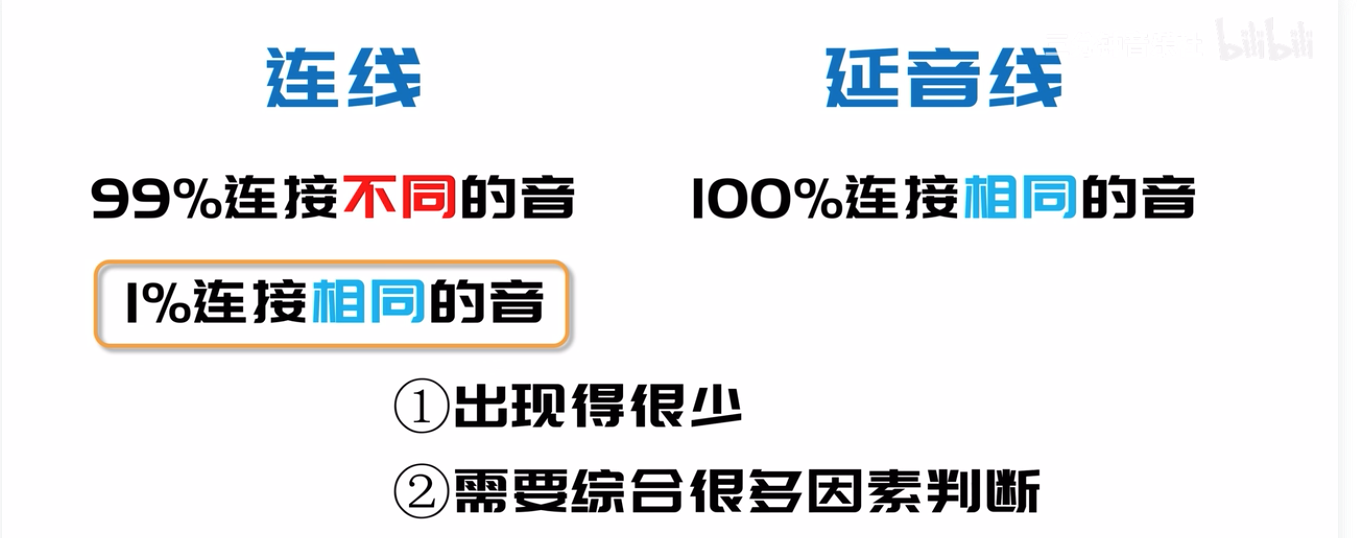 连线
延音线
99%连接不同的音
100%连接相同的音
1%连接相同的音
①出现得很少
②需要综合很多因素判断
bilibili